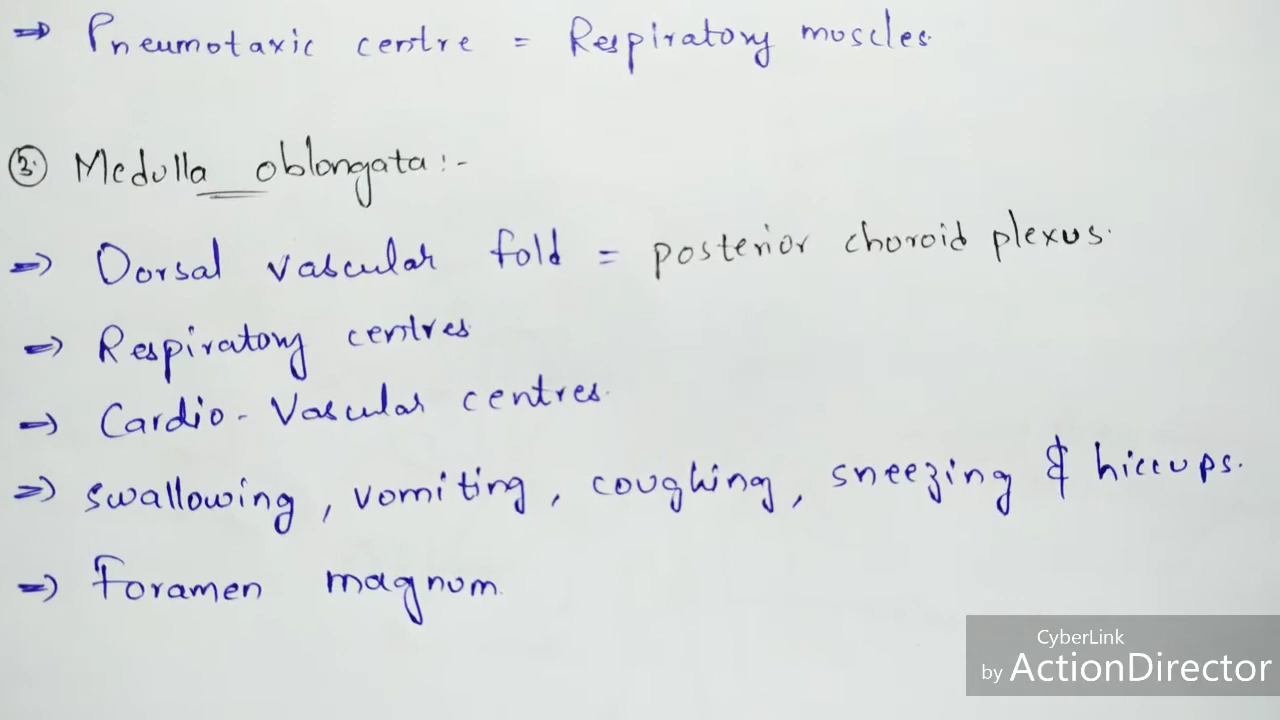 ⇒ Pneumotaxic centre = Respiratory muscles.
③ Medulla oblongata :-
⇒ Dorsal vascular fold = posterior choroid plexus.
⇒ Respiratory centres
⇒ Cardio - Vascular centres.
⇒ swallowing, vomiting, coughing, sneezing & hiccups.
⇒ Foramen magnum.
CyberLink
by ActionDirector